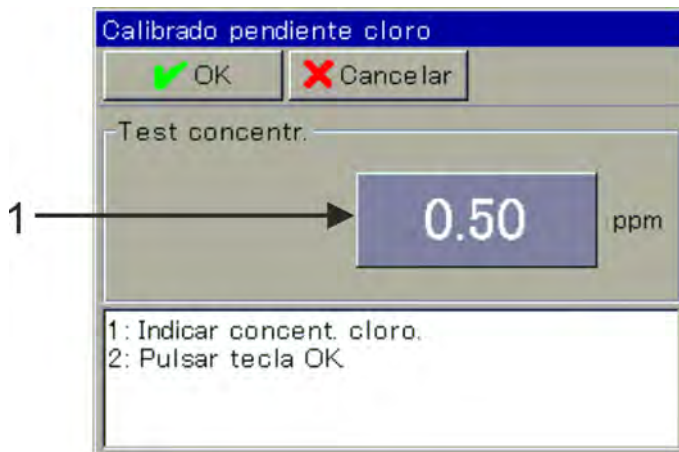 Calibrado pendiente cloro
OK Cancelar
Test concentr.
1 0.50 ppm
1: Indicar concent. cloro.
2: Pulsar tecla OK